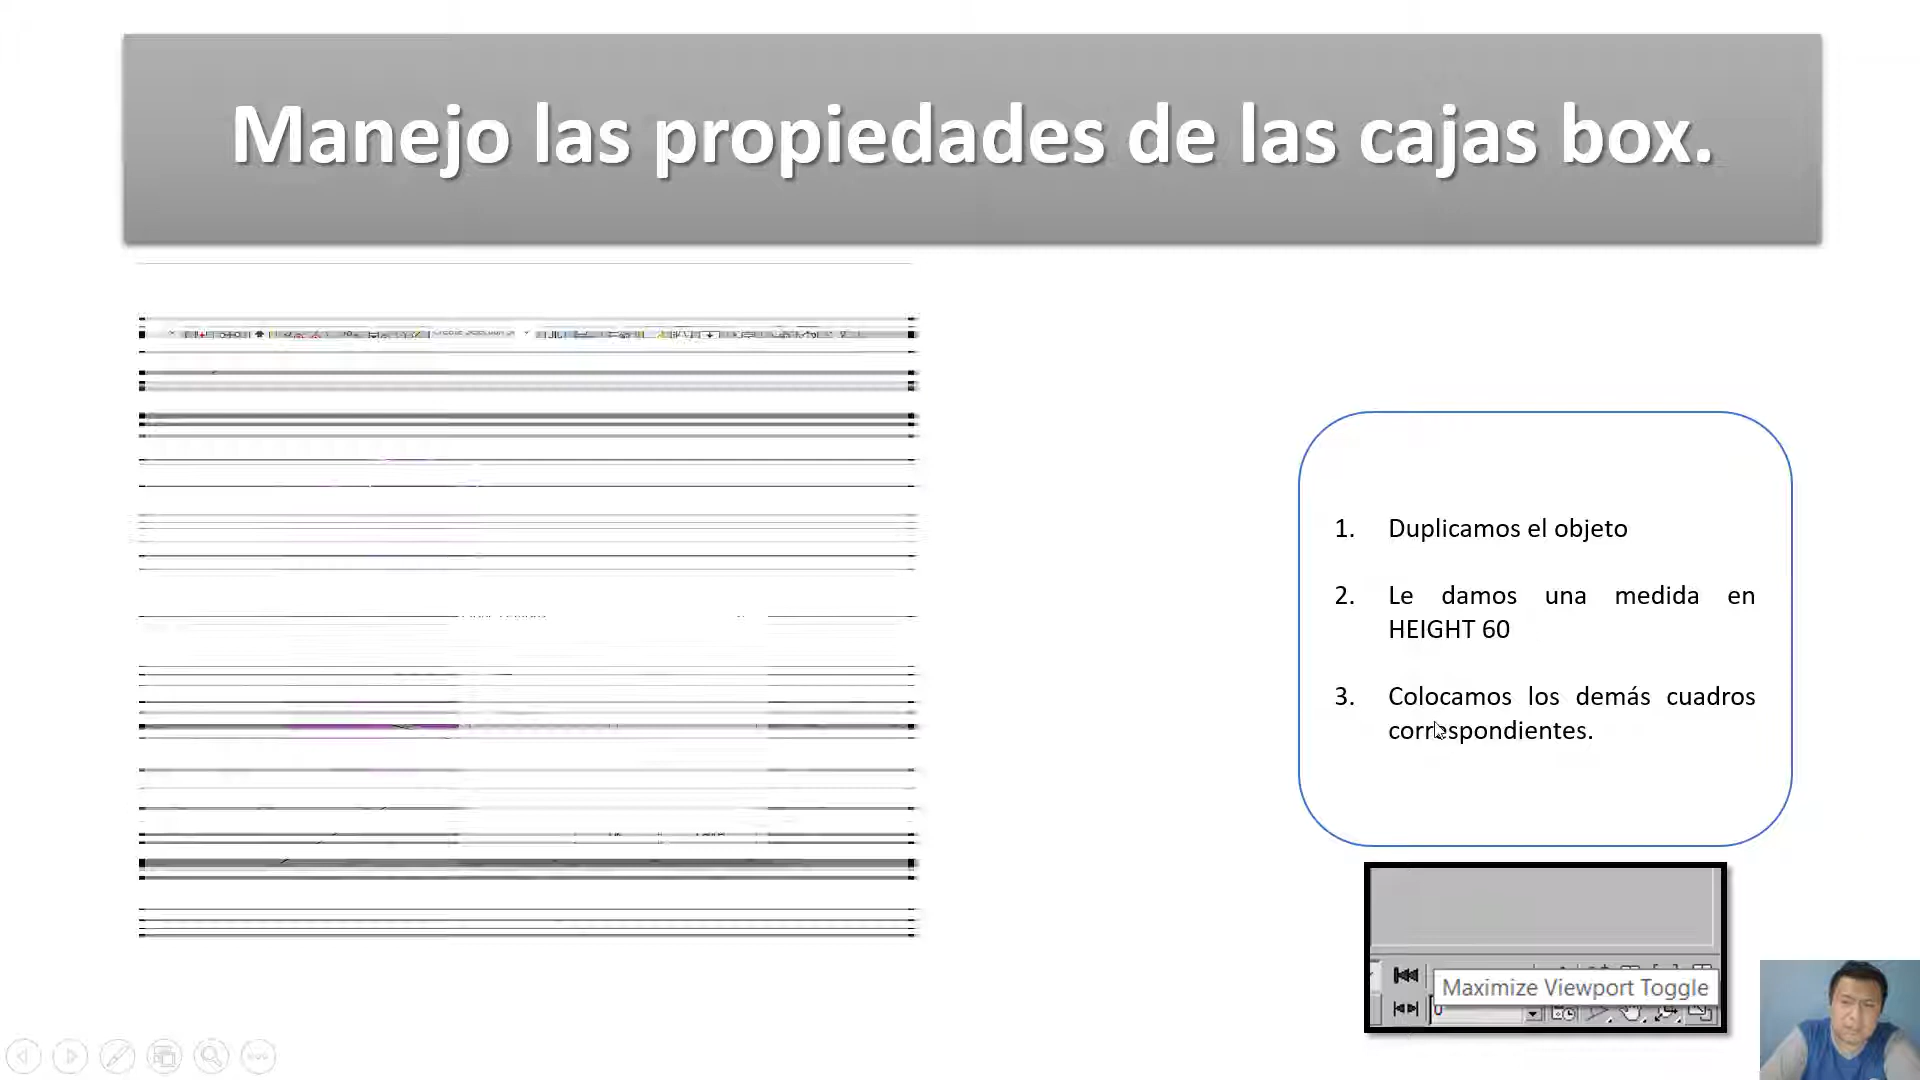 Manejo las propiedades de las cajas box.
1. Duplicamos el objeto
2. Le damos una medida en
HEIGHT 60
3. Colocamos los demás cuadros
correspondientes.
Maximize Viewport Toggle
0